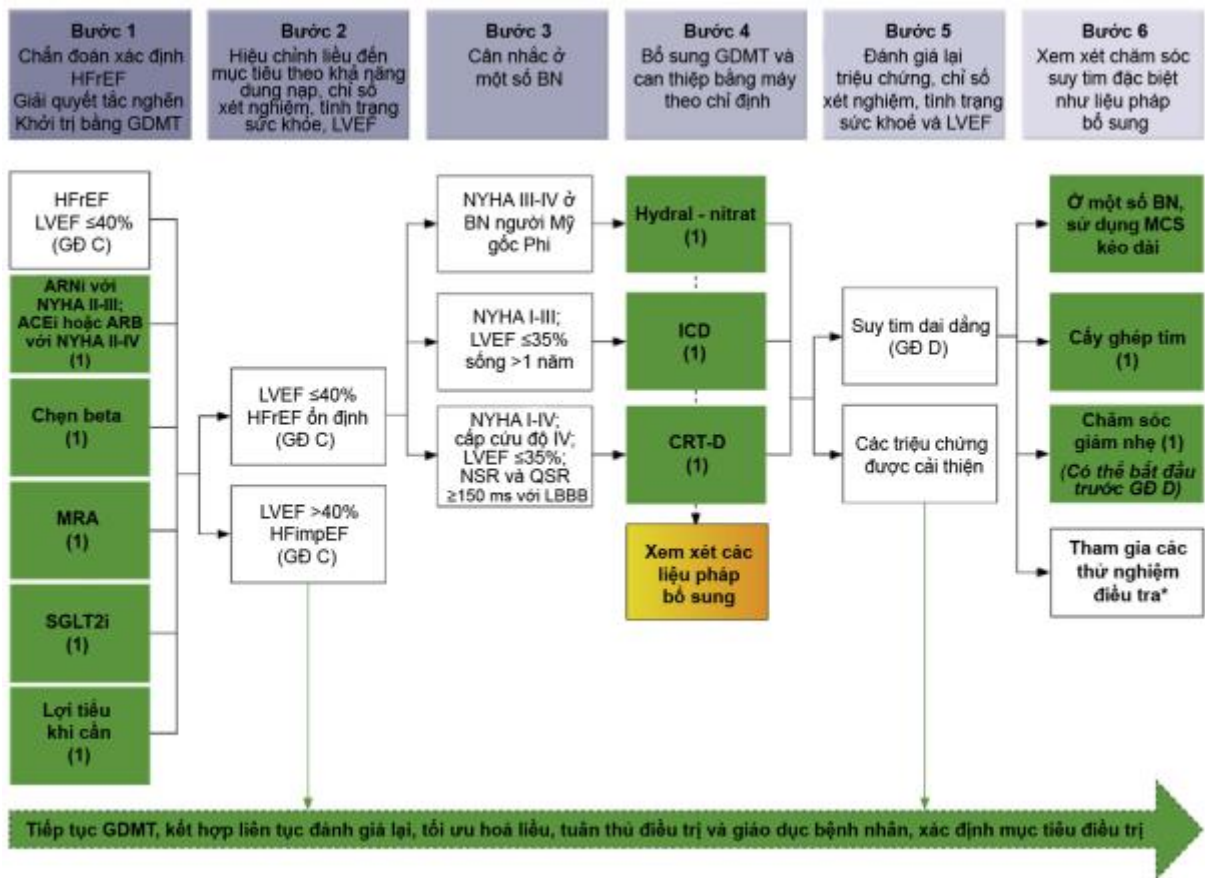 Bước 1
Chẩn đoán xác định
HFrEF
Giải quyết tắc nghẽn
Khởi trị bằng GDMT
Bước 2
Hiệu chỉnh liều đến
mục tiêu theo khả năng
dung nạp, chỉ số
xét nghiệm, tình trạng
sức khỏe, LVEF
Bước 3
Cân nhắc ở
một số BN
Bước 4
Bổ sung GDMT và
can thiệp bằng máy
theo chỉ định
Bước 5
Đánh giá lại
triệu chứng, chỉ số
xét nghiệm, tình trạng
sức khoẻ và LVEF
Bước 6
Xem xét chăm sóc
suy tim đặc biệt
như liệu pháp
bổ sung
HFrEF
LVEF ≤40%
(GĐ C)
ARNi với
NYHA II-III;
ACEi hoặc ARB
với NYHA II-IV
(1)
Chẹn beta
(1)
MRA
(1)
SGLT2i
(1)
Lợi tiểu
khi cần
(1)
LVEF ≤40%
HFrEF ổn định
(GĐ C)
LVEF >40%
HFimpEF
(GĐ C)
NYHA III-IV ở
BN người Mỹ
gốc Phi
NYHA I-III;
LVEF ≤35%
sống >1 năm
NYHA I-IV;
cấp cứu độ IV;
LVEF ≤35%;
NSR và QSR
≥150 ms với LBBB
Hydral - nitrat
(1)
ICD
(1)
CRT-D
(1)
Xem xét các
liệu pháp
bổ sung
Suy tim dai dẳng
(GĐ D)
Các triệu chứng
được cải thiện
Ở một số BN,
sử dụng MCS
kéo dài
Cấy ghép tim
(1)
Chăm sóc
giảm nhẹ (1)
(Có thể bắt đầu
trước GĐ D)
Tham gia các
thử nghiệm
điều tra*
Tiếp tục GDMT, kết hợp liên tục đánh giá lại, tối ưu hoá liều, tuân thủ điều trị và giáo dục bệnh nhân, xác định mục tiêu điều trị